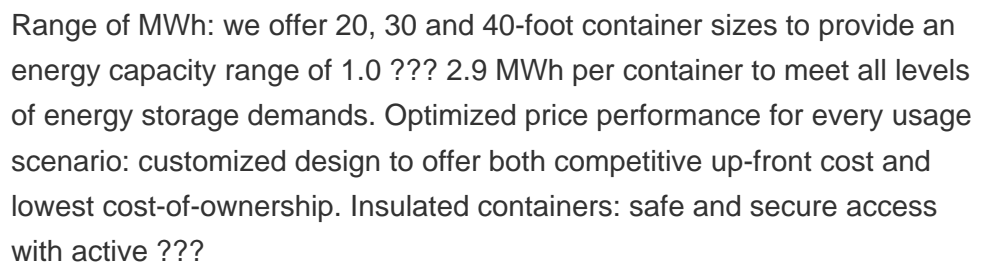 Range of MWh: we offer 20, 30 and 40-foot container sizes to provide an
energy capacity range of 1.0 ??? 2.9 MWh per container to meet all levels
of energy storage demands. Optimized price performance for every usage
scenario: customized design to offer both competitive up-front cost and
lowest cost-of-ownership. Insulated containers: safe and secure access
with active ???